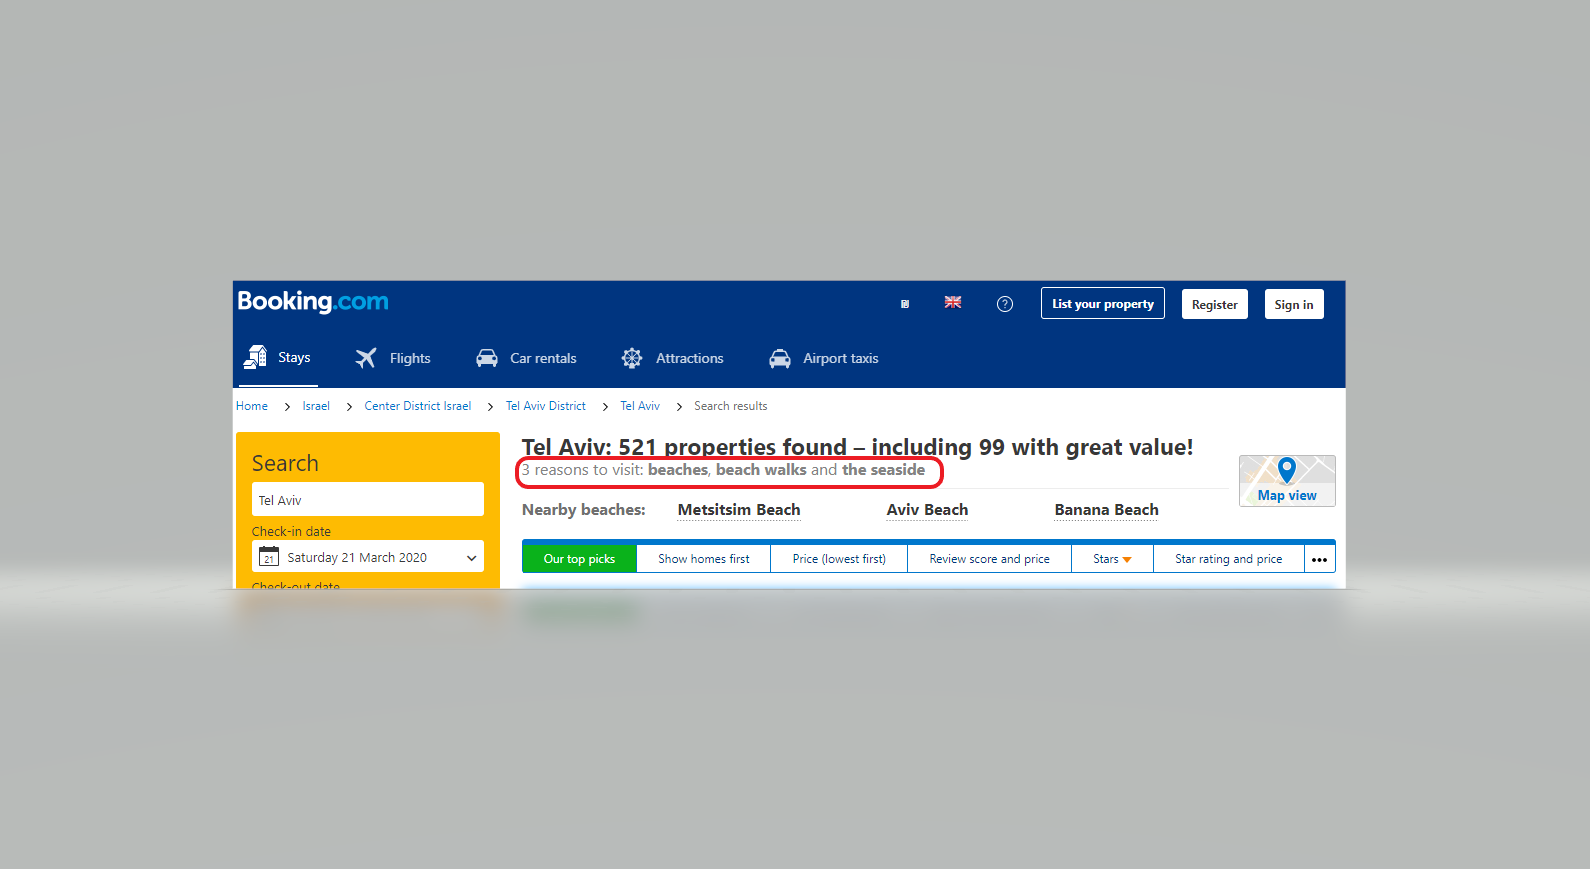 Booking.com
List your property
Register
Sign in
Stays
Flights
Car rentals
Attractions
Airport taxis
Home > Israel > Center District Israel > Tel Aviv District > Tel Aviv > Search results
Search
Tel Aviv
Check-in date
21
Saturday 21 March 2020
Check-out date
Tel Aviv: 521 properties found – including 99 with great value!
3 reasons to visit: beaches, beach walks and the seaside
Map view
Nearby beaches: Metsitsim Beach Aviv Beach Banana Beach
Our top picks
Show homes first
Price (lowest first)
Review score and price
Stars
Star rating and price
•••